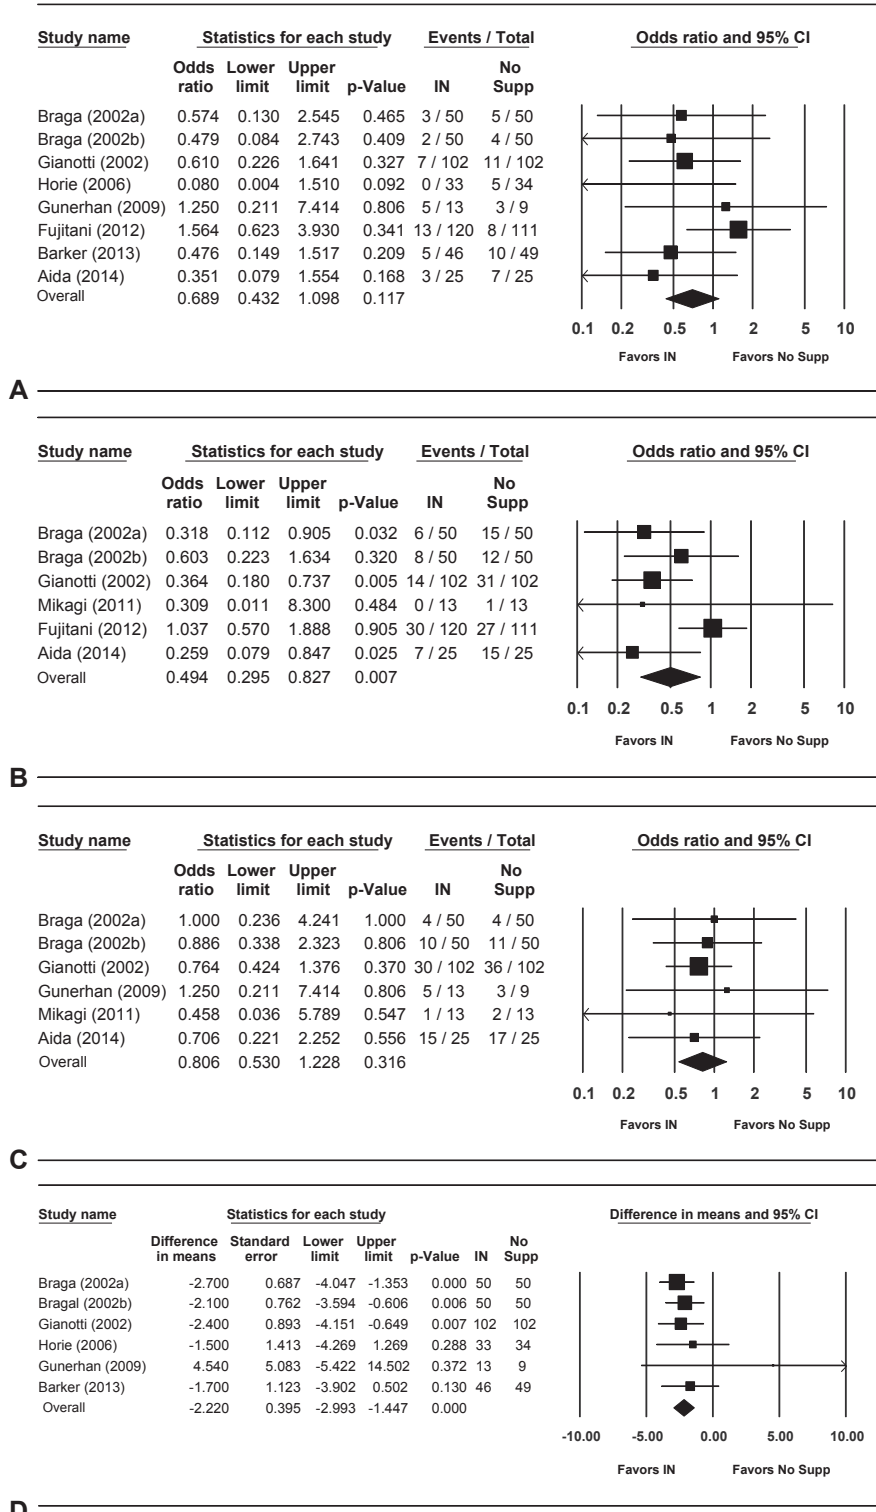 Study name Statistics for each study Events / Total Odds ratio and 95% CI
Odds ratio Lower limit Upper limit p-Value IN No Supp
Braga (2002a) 0.574 0.130 2.545 0.465 3 / 50 5 / 50
Braga (2002b) 0.479 0.084 2.743 0.409 2 / 50 4 / 50
Gianotti (2002) 0.610 0.226 1.641 0.327 7 / 102 11 / 102
Horie (2006) 0.080 0.004 1.510 0.092 0 / 33 5 / 34
Gunerhan (2009) 1.250 0.211 7.414 0.806 5 / 13 3 / 9
Fujitani (2012) 1.564 0.623 3.930 0.341 13 / 120 8 / 111
Barker (2013) 0.476 0.149 1.517 0.209 5 / 46 10 / 49
Aida (2014) 0.351 0.079 1.554 0.168 3 / 25 7 / 25
Overall 0.689 0.432 1.098 0.117
0.1 0.2 0.5 1 2 5 10
Favors IN Favors No Supp
A
Study name Statistics for each study Events / Total Odds ratio and 95% CI
Odds ratio Lower limit Upper limit p-Value IN No Supp
Braga (2002a) 0.318 0.112 0.905 0.032 6 / 50 15 / 50
Braga (2002b) 0.603 0.223 1.634 0.320 8 / 50 12 / 50
Gianotti (2002) 0.364 0.180 0.737 0.005 14 / 102 31 / 102
Mikagi (2011) 0.309 0.011 8.300 0.484 0 / 13 1 / 13
Fujitani (2012) 1.037 0.570 1.888 0.905 30 / 120 27 / 111
Aida (2014) 0.259 0.079 0.847 0.025 7 / 25 15 / 25
Overall 0.494 0.295 0.827 0.007
0.1 0.2 0.5 1 2 5 10
Favors IN Favors No Supp
B
Study name Statistics for each study Events / Total Odds ratio and 95% CI
Odds ratio Lower limit Upper limit p-Value IN No Supp
Braga (2002a) 1.000 0.236 4.241 1.000 4 / 50 4 / 50
Braga (2002b) 0.886 0.338 2.323 0.806 10 / 50 11 / 50
Gianotti (2002) 0.764 0.424 1.376 0.370 30 / 102 36 / 102
Gunerhan (2009) 1.250 0.211 7.414 0.806 5 / 13 3 / 9
Mikagi (2011) 0.458 0.036 5.789 0.547 1 / 13 2 / 13
Aida (2014) 0.706 0.221 2.252 0.556 15 / 25 17 / 25
Overall 0.806 0.530 1.228 0.316
0.1 0.2 0.5 1 2 5 10
Favors IN Favors No Supp
C
Study name Statistics for each study Difference in means and 95% CI
Difference in means Standard error Lower limit Upper limit p-Value IN No Supp
Braga (2002a) -2.700 0.687 -4.047 -1.353 0.000 50 50
Bragal (2002b) -2.100 0.762 -3.594 -0.606 0.006 50 50
Gianotti (2002) -2.400 0.893 -4.151 -0.649 0.007 102 102
Horie (2006) -1.500 1.413 -4.269 1.269 0.288 33 34
Gunerhan (2009) 4.540 5.083 -5.422 14.502 0.372 13 9
Barker (2013) -1.700 1.123 -3.902 0.502 0.130 46 49
Overall -2.220 0.395 -2.993 -1.447 0.000
-10.00 -5.00 0.00 5.00 10.00
Favors IN Favors No Supp
D